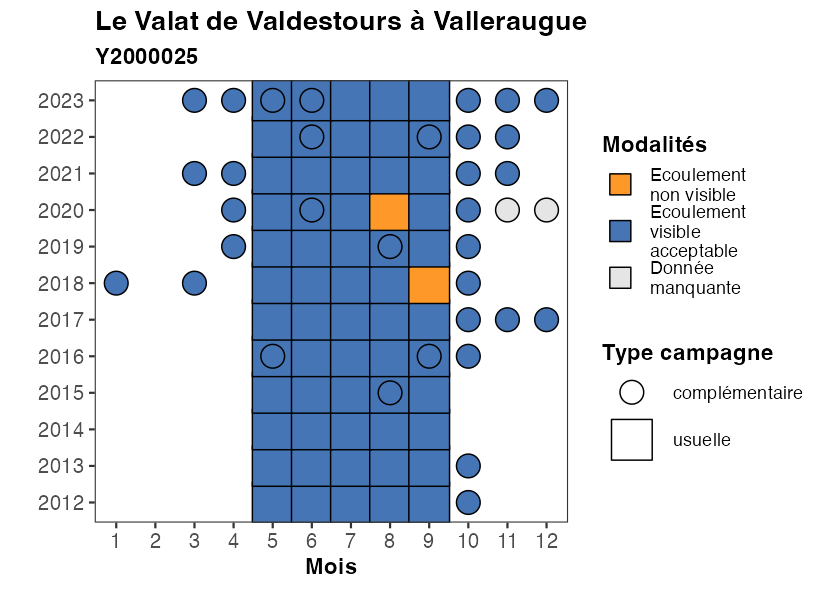 Le Valat de Valdestours à Valleraugue
Y2000025
2023
2022
2021
2020
2019
2018
2017
2016
2015
2014
2013
2012
1 2 3 4 5 6 7 8 9 10 11 12
Mois
Modalités
Ecoulement
non visible
Ecoulement
visible
acceptable
Donnée
manquante
Type campagne
complémentaire
usuelle